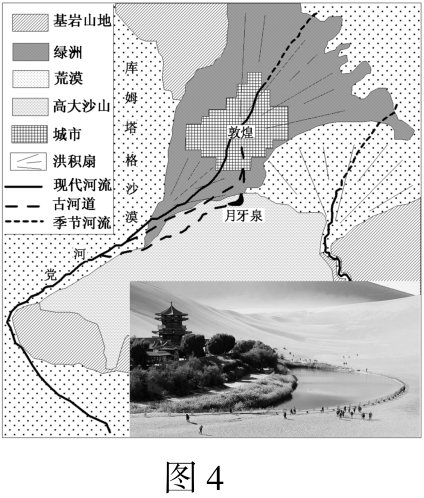 基岩山地
绿洲
荒漠
高大沙山
城市
洪积扇
现代河流
古河道
季节河流
库姆塔格沙漠
敦煌
月牙泉
党河
图4